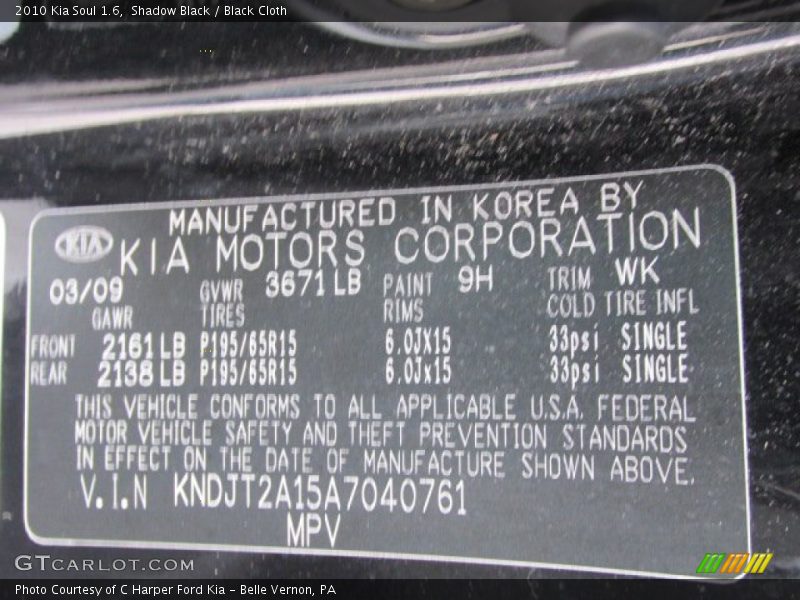 2010 Kia Soul 1.6, Shadow Black / Black Cloth
MANUFACTURED IN KOREA BY
KIA KIA MOTORS CORPORATION
03/09 GVWR 3671LB PAINT 9H TRIM WK
GAWR TIRES RIMS COLD TIRE INFL
FRONT 2161 LB P195/65R15 6.0JX15 33psi SINGLE
REAR 2138 LB P195/65R15 6.0Jx15 33psi SINGLE
THIS VEHICLE CONFORMS TO ALL APPLICABLE U.S.A. FEDERAL
MOTOR VEHICLE SAFETY AND THEFT PREVENTION STANDARDS
IN EFFECT ON THE DATE OF MANUFACTURE SHOWN ABOVE.
V.I.N KNDJT2A15A7040761
MPV
GTCARLOT.COM
Photo Courtesy of C Harper Ford Kia - Belle Vernon, PA